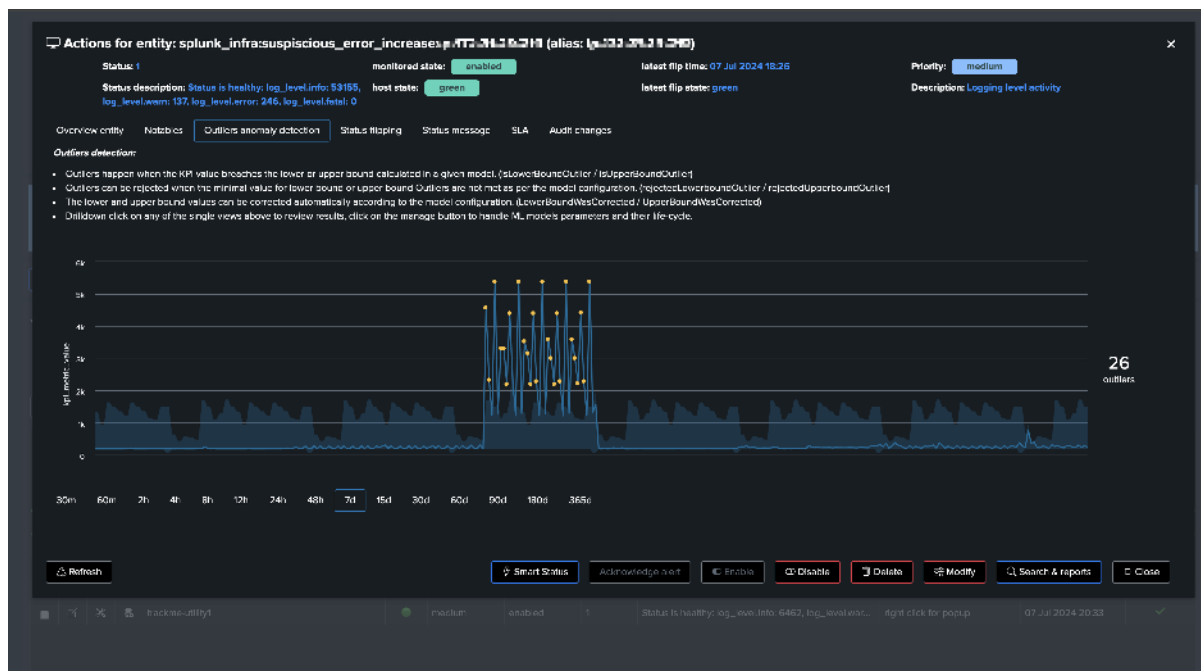 Actions for entity: splunk_infra:suspiscious_error_increase (alias:
Status: 1
monitored state: enabled
latest flip time: 07 Jul 2024 18:26
Priority: medium
Status description: Status is healthy: log_level.info: 53155,
log_level.warn: 137, log_level.error: 246, log_level.fatal: 0
host state: green
latest flip state: green
Description: Logging level activity
Overview entity Notables Outliers anomaly detection Status flipping Status message SLA Audit changes
Outliers detection:
• Outliers happen when the KPI value breaches the lower or upper bound calculated in a given model. (isLowerBoundOutlier / isUpperBoundOutlier)
• Outliers can be rejected when the minimal value for lower bound or upper bound Outliers are not met as per the model configuration. (rejectedLowerboundOutlier / rejectedUpperboundOutlier)
• The lower and upper bound values can be corrected automatically according to the model configuration. (LowerBoundWasCorrected / UpperBoundWasCorrected)
• Drilldown click on any of the single views above to review results, click on the manage button to handle ML models parameters and their life-cycle.
6k
5k
4k
3k
2k
1k
0
kpi_metric_value
26
outliers
30m 60m 2h 4h 8h 12h 24h 48h 7d 15d 30d 60d 90d 180d 365d
Refresh Smart Status Acknowledge alert Enable Disable Delete Modify Search & reports Close
trackme-utility1 medium enabled 1 Status is healthy: log_level.info: 6462, log_level.war... right click for popup 07 Jul 2024 20:33